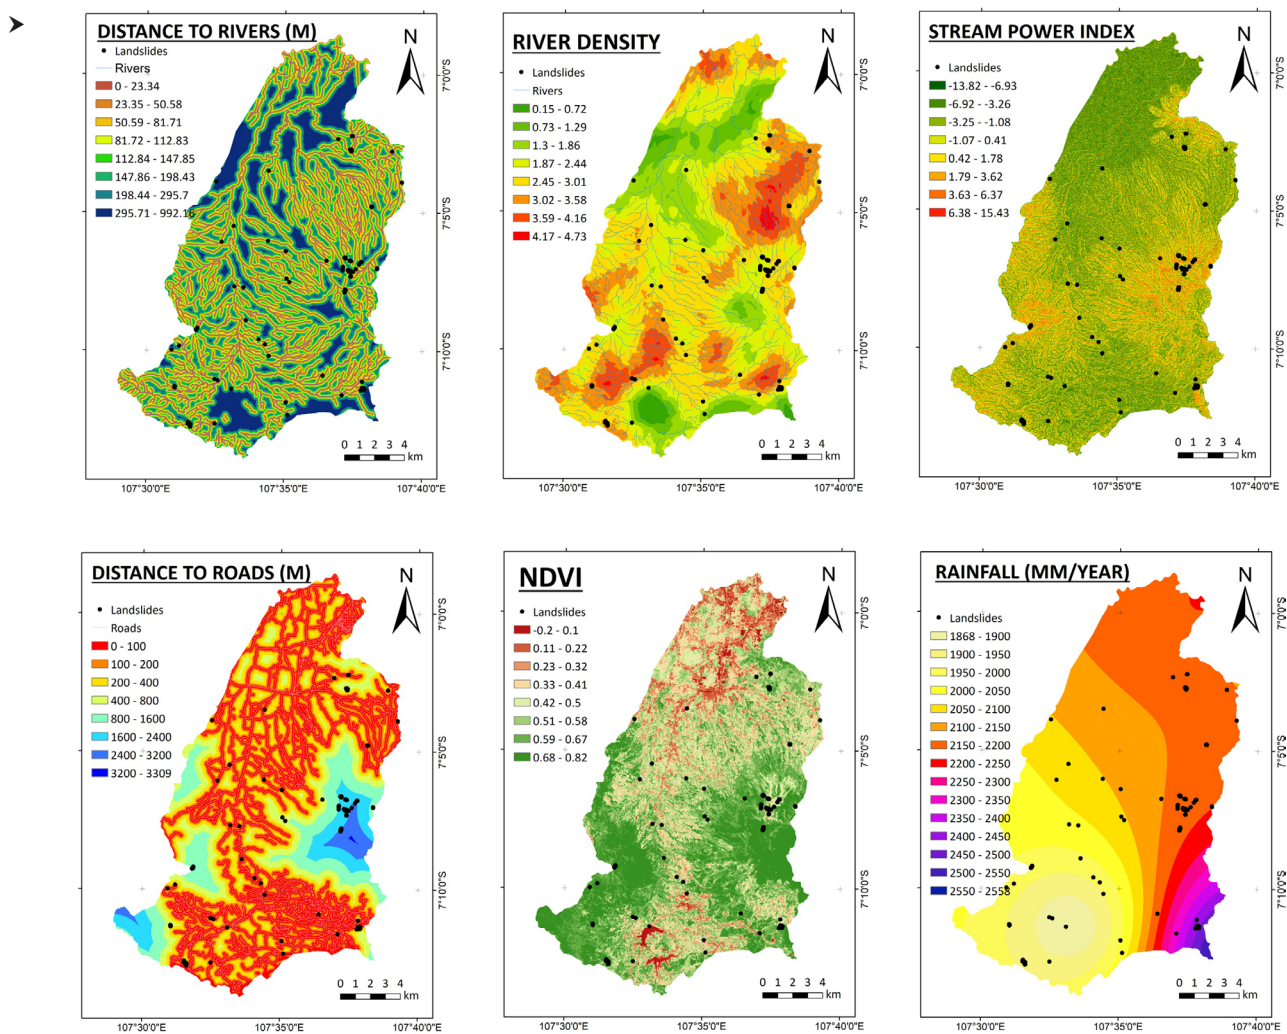 DISTANCE TO RIVERS (M)
Landslides
Rivers
0 - 23.34
23.35 - 50.58
50.59 - 81.71
81.72 - 112.83
112.84 - 147.85
147.86 - 198.43
198.44 - 295.7
295.71 - 992.16
N
7°0'0"S
7°5'0"S
7°10'0"S
0 1 2 3 4
km
107°30'0"E 107°35'0"E 107°40'0"E
RIVER DENSITY
Landslides
Rivers
0.15 - 0.72
0.73 - 1.29
1.3 - 1.86
1.87 - 2.44
2.45 - 3.01
3.02 - 3.58
3.59 - 4.16
4.17 - 4.73
N
7°0'0"S
7°5'0"S
7°10'0"S
0 1 2 3 4
km
107°30'0"E 107°35'0"E 107°40'0"E
STREAM POWER INDEX
Landslides
-13.82 - -6.93
-6.92 - -3.26
-3.25 - -1.08
-1.07 - 0.41
0.42 - 1.78
1.79 - 3.62
3.63 - 6.37
6.38 - 15.43
N
7°0'0"S
7°5'0"S
7°10'0"S
0 1 2 3 4
km
107°30'0"E 107°35'0"E 107°40'0"E
DISTANCE TO ROADS (M)
Landslides
Roads
0 - 100
100 - 200
200 - 400
400 - 800
800 - 1600
1600 - 2400
2400 - 3200
3200 - 3309
N
7°0'0"S
7°5'0"S
7°10'0"S
0 1 2 3 4
km
107°30'0"E 107°35'0"E 107°40'0"E
NDVI
Landslides
-0.2 - 0.1
0.11 - 0.22
0.23 - 0.32
0.33 - 0.41
0.42 - 0.5
0.51 - 0.58
0.59 - 0.67
0.68 - 0.82
N
7°0'0"S
7°5'0"S
7°10'0"S
0 1 2 3 4
km
107°30'0"E 107°35'0"E 107°40'0"E
RAINFALL (MM/YEAR)
Landslides
1868 - 1900
1900 - 1950
1950 - 2000
2000 - 2050
2050 - 2100
2100 - 2150
2150 - 2200
2200 - 2250
2250 - 2300
2300 - 2350
2350 - 2400
2400 - 2450
2450 - 2500
2500 - 2550
2550 - 2558
N
7°0'0"S
7°5'0"S
7°10'0"S
0 1 2 3 4
km
107°30'0"E 107°35'0"E 107°40'0"E